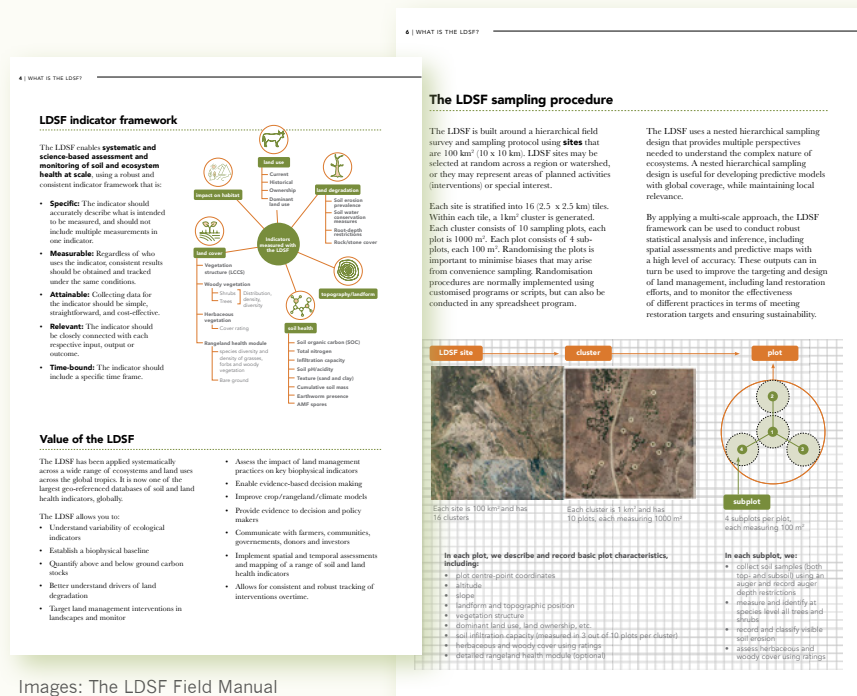 4 | WHAT IS THE LDSF?
LDSF indicator framework
The LDSF enables systematic and
science-based assessment and
monitoring of soil and ecosystem
health at scale, using a robust and
consistent indicator framework that is:
• Specific: The indicator should
accurately describe what is intended
to be measured, and should not
include multiple measurements in
one indicator.
• Measurable: Regardless of who
uses the indicator, consistent results
should be obtained and tracked
under the same conditions.
• Attainable: Collecting data for
the indicator should be simple,
straightforward, and cost-effective.
• Relevant: The indicator should
be closely connected with each
respective input, output or
outcome.
• Time-bound: The indicator should
include a specific time frame.
land use
Current
Historical
Ownership
Dominant
land use
impact on habitat
land degradation
Soil erosion
prevalence
Soil water
conservation
measures
Root-depth
restrictions
Rock/stone cover
Indicators
measured with
the LDSF
land cover
Vegetation
structure (LCCS)
Woody vegetation
Shrubs
Trees
Distribution,
density,
diversity
Herbaceous
vegetation
Cover rating
Rangeland health module
species diversity and
density of grasses,
forbs and woody
vegetation
Bare ground
topography/landform
soil health
Soil organic carbon (SOC)
Total nitrogen
Infiltration capacity
Soil pH/acidity
Texture (sand and clay)
Cumulative soil mass
Earthworm presence
AMF spores
Value of the LDSF
The LDSF has been applied systematically
across a wide range of ecosystems and land uses
across the global tropics. It is now one of the
largest geo-referenced databases of soil and land
health indicators, globally.
The LDSF allows you to:
• Understand variability of ecological
indicators
• Establish a biophysical baseline
• Quantify above and below ground carbon
stocks
• Better understand drivers of land
degradation
• Target land management interventions in
landscapes and monitor
• Assess the impact of land management
practices on key biophysical indicators
• Enable evidence-based decision making
• Improve crop/rangeland/climate models
• Provide evidence to decision and policy
makers
• Communicate with farmers, communities,
governments, donors and investors
• Implement spatial and temporal assessments
and mapping of a range of soil and land
health indicators
• Allows for consistent and robust tracking of
interventions overtime.
6 | WHAT IS THE LDSF?
The LDSF sampling procedure
The LDSF is built around a hierarchical field
survey and sampling protocol using sites that
are 100 km² (10 x 10 km). LDSF sites may be
selected at random across a region or watershed,
or they may represent areas of planned activities
(interventions) or special interest.
Each site is stratified into 16 (2.5 x 2.5 km) tiles.
Within each tile, a 1km² cluster is generated.
Each cluster consists of 10 sampling plots, each
plot is 1000 m². Each plot consists of 4 sub-
plots, each 100 m². Randomising the plots is
important to minimise biases that may arise
from convenience sampling. Randomisation
procedures are normally implemented using
customised programs or scripts, but can also be
conducted in any spreadsheet program.
The LDSF uses a nested hierarchical sampling
design that provides multiple perspectives
needed to understand the complex nature of
ecosystems. A nested hierarchical sampling
design is useful for developing predictive models
with global coverage, while maintaining local
relevance.
By applying a multi-scale approach, the LDSF
framework can be used to conduct robust
statistical analysis and inference, including
spatial assessments and predictive maps with
a high level of accuracy. These outputs can in
turn be used to improve the targeting and design
of land management, including land restoration
efforts, and to monitor the effectiveness
of different practices in terms of meeting
restoration targets and ensuring sustainability.
LDSF site
cluster
plot
2
1
4
3
subplot
Each site is 100 km² and has
16 clusters
Each cluster is 1 km² and has
10 plots, each measuring 1000 m²
4 subplots per plot,
each measuring 100 m²
In each plot, we describe and record basic plot characteristics,
including:
• plot centre-point coordinates
• altitude
• slope
• landform and topographic position
• vegetation structure
• dominant land use, land ownership, etc.
• soil infiltration capacity (measured in 3 out of 10 plots per cluster)
• herbaceous and woody cover using ratings
• detailed rangeland health module (optional)
In each subplot, we:
• collect soil samples (both
top- and subsoil) using an
auger and record auger
depth restrictions
• measure and identify at
species level all trees and
shrubs
• record and classify visible
soil erosion
• assess herbaceous and
woody cover using ratings
Images: The LDSF Field Manual